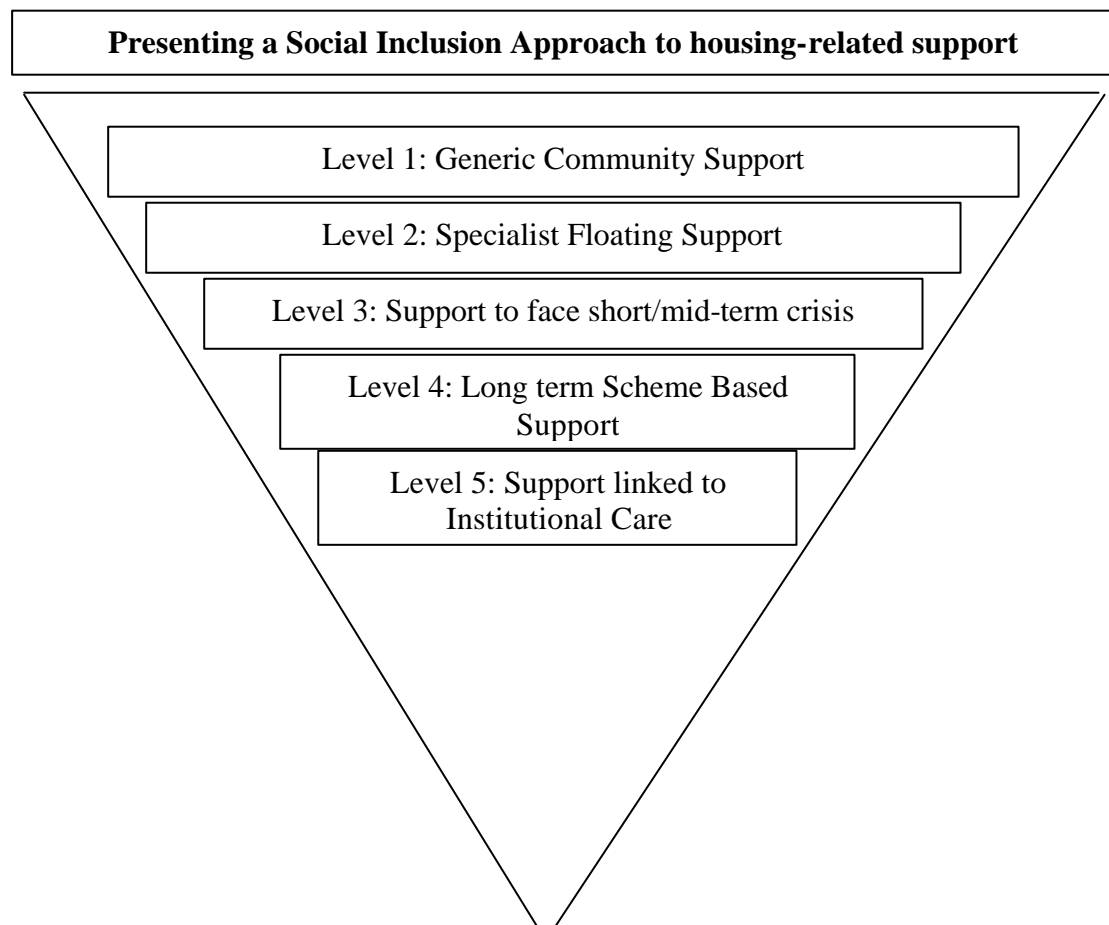 Presenting a Social Inclusion Approach to housing-related support
Level 1: Generic Community Support
Level 2: Specialist Floating Support
Level 3: Support to face short/mid-term crisis
Level 4: Long term Scheme Based
Support
Level 5: Support linked to
Institutional Care